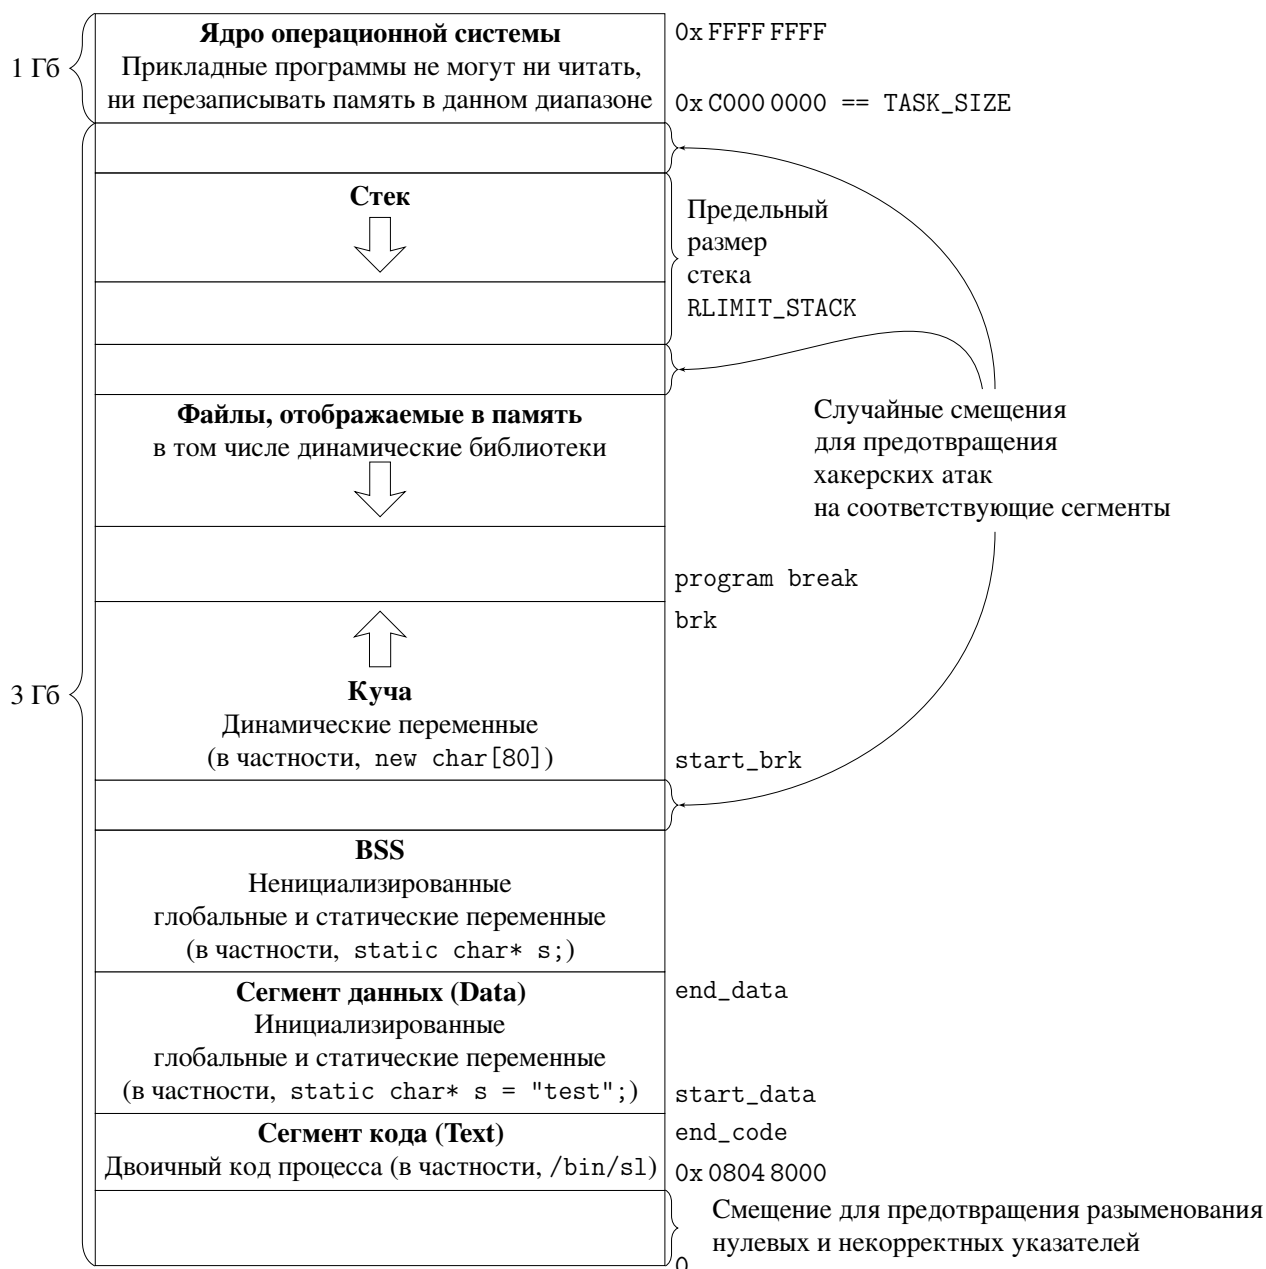 Ядро операционной системы
Прикладные программы не могут ни читать,
ни перезаписывать память в данном диапазоне
0x FFFF FFFF
0x C000 0000 == TASK_SIZE
1 Гб
Стек
Предельный
размер
стека
RLIMIT_STACK
Файлы, отображаемые в память
в том числе динамические библиотеки
Случайные смещения
для предотвращения
хакерских атак
на соответствующие сегменты
program break
brk
3 Гб
Куча
Динамические переменные
(в частности, new char[80])
start_brk
BSS
Ненициализированные
глобальные и статические переменные
(в частности, static char* s;)
Сегмент данных (Data)
Инициализированные
глобальные и статические переменные
(в частности, static char* s = "test";)
end_data
start_data
Сегмент кода (Text)
Двоичный код процесса (в частности, /bin/sl)
end_code
0x 0804 8000
Смещение для предотвращения разыменования
нулевых и некорректных указателей
0